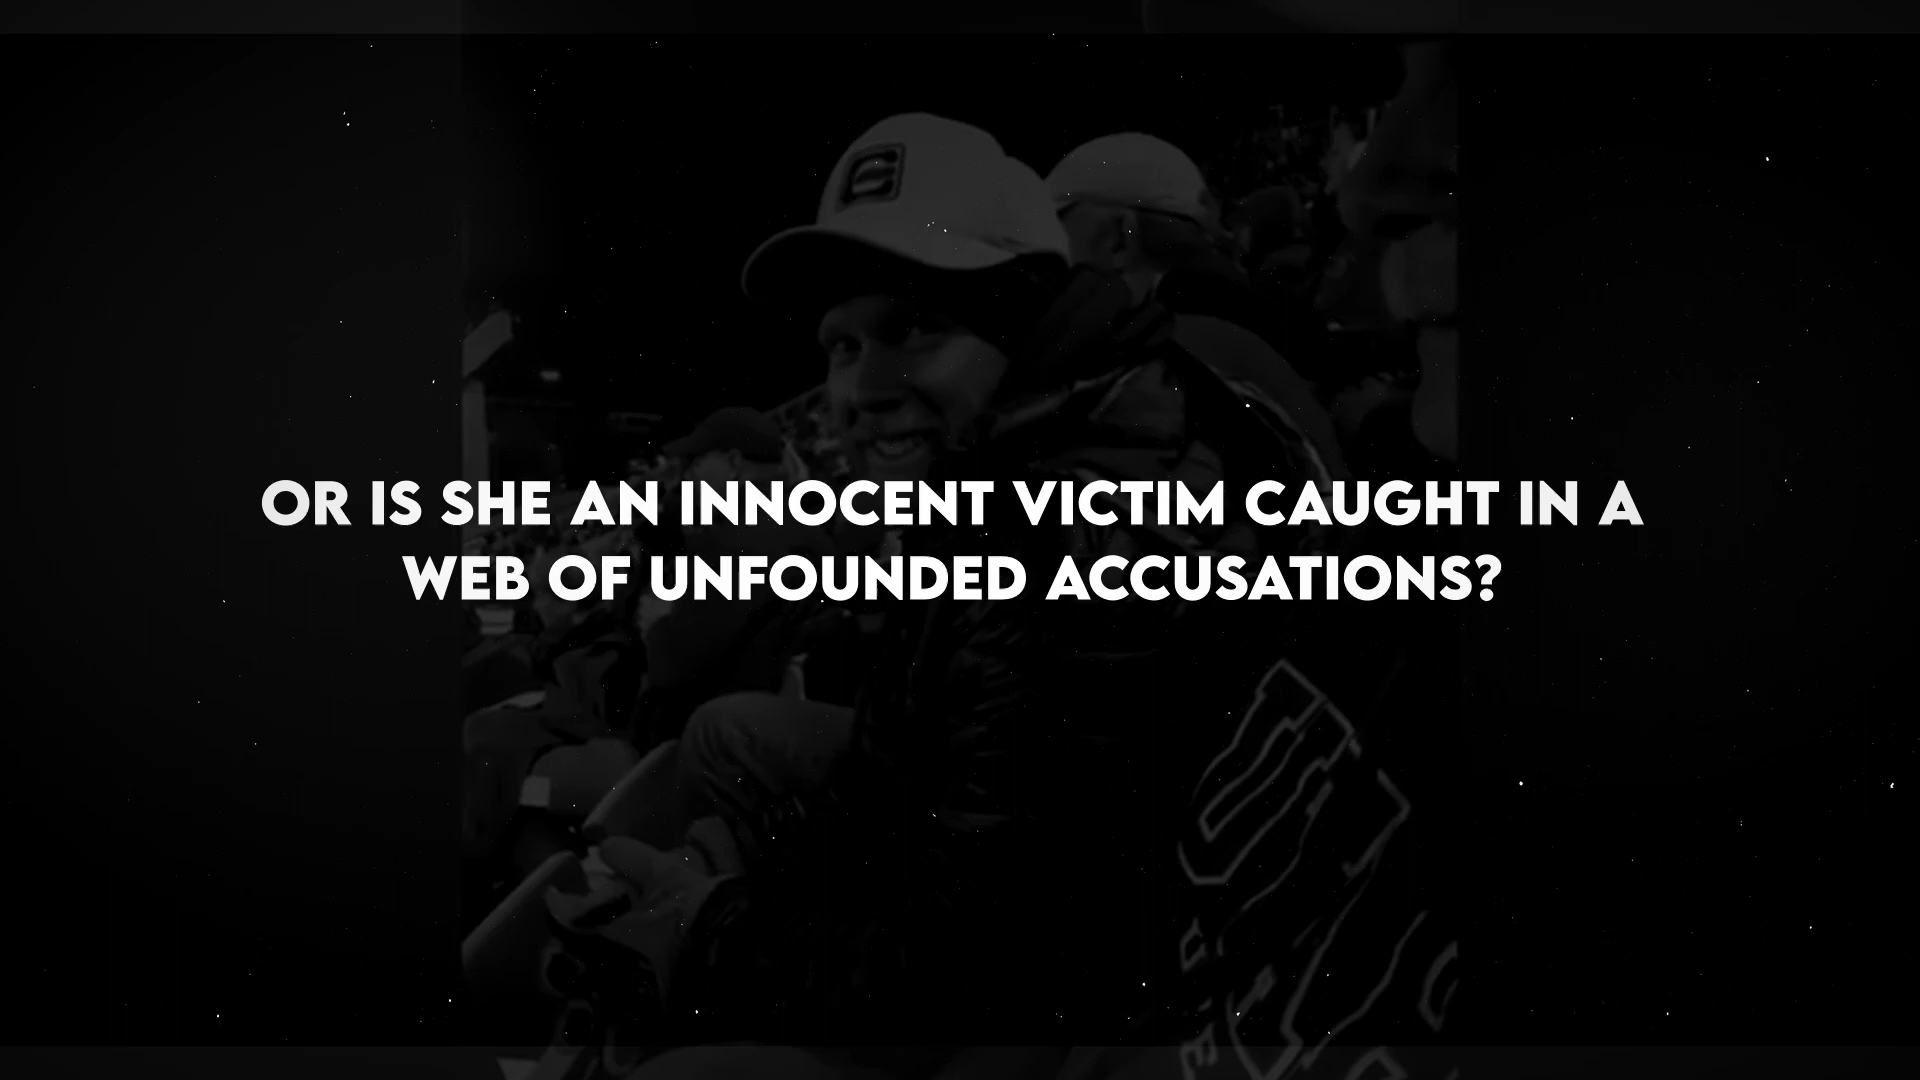 OR IS SHE AN INNOCENT VICTIM CAUGHT IN A
WEB OF UNFOUNDED ACCUSATIONS?